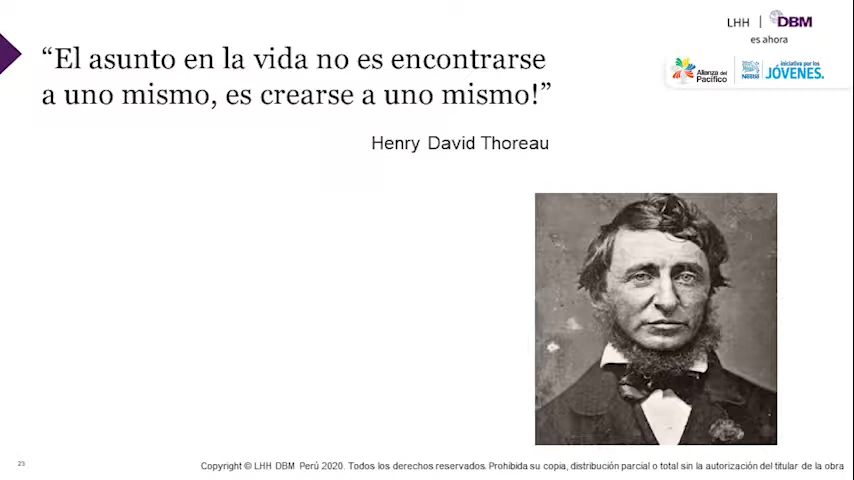 LHH | DBM
es ahora
Alianza del
Pacífico
Nestlé
iniciativa por los
JÓVENES.
“El asunto en la vida no es encontrarse
a uno mismo, es crearse a uno mismo!”
Henry David Thoreau
23
Copyright © LHH DBM Perú 2020. Todos los derechos reservados. Prohibida su copia, distribución parcial o total sin la autorización del titular de la obra